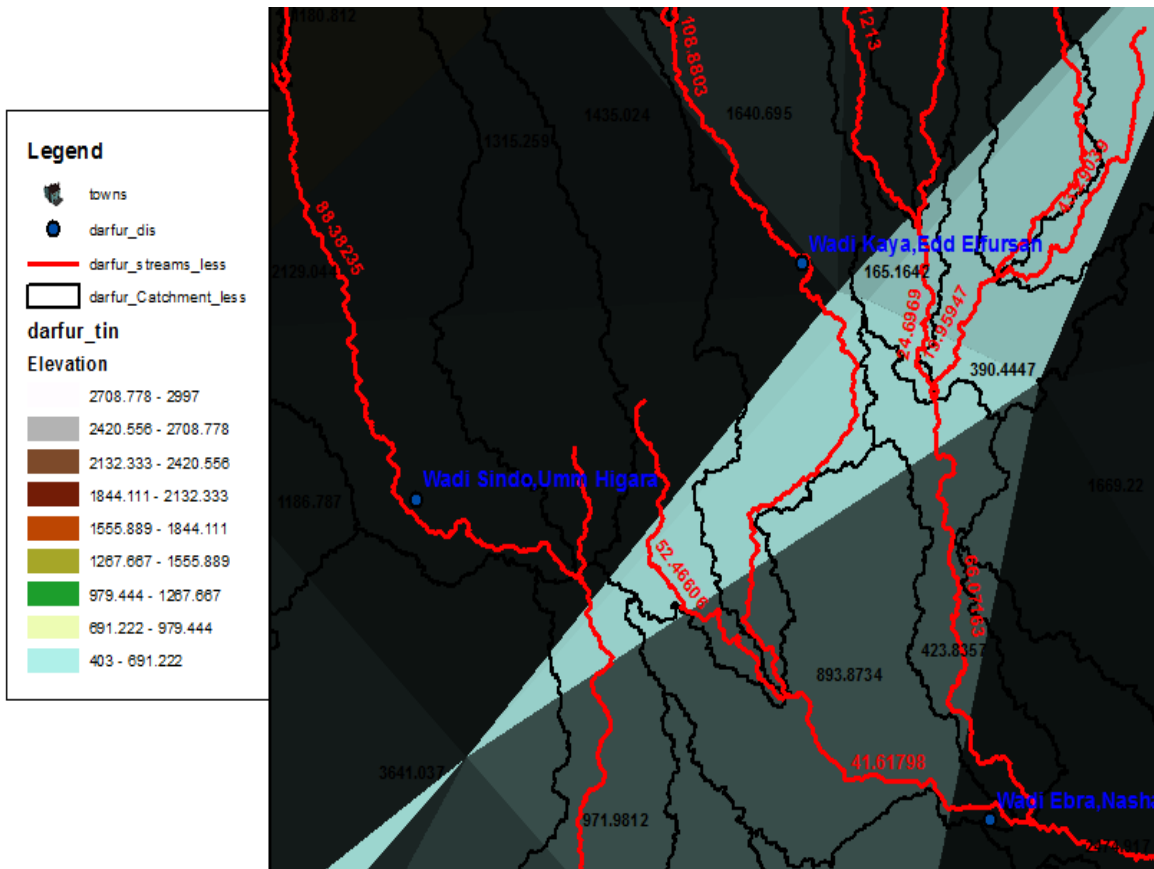 Legend
towns
darfur_dis
darfur_streams_less
darfur_Catchment_less
darfur_tin
Elevation
2708.778 - 2997
2420.556 - 2708.778
2132.333 - 2420.556
1844.111 - 2132.333
1555.889 - 1844.111
1267.667 - 1555.889
979.444 - 1267.667
691.222 - 979.444
403 - 691.222
108.8803
1640.695
1435.024
1315.259
88.38235
2129.044
Wadi Kaya,Edd Elfursan
165.1642
24.6969
390.4447
Wadi Sindo,Umm Higara
1186.787
1669.22
52.46606
66.07163
423.8357
893.8734
41.61798
3641.037
971.9812
Wadi Ebra,Nasha